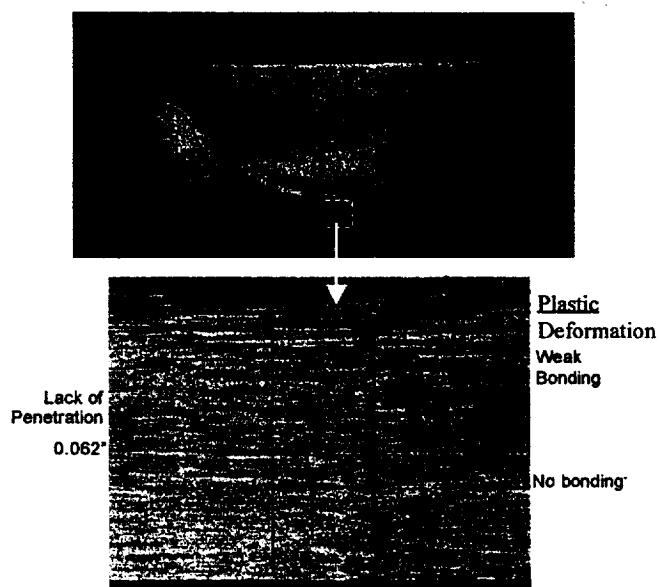 Plastic
Deformation
Weak
Bonding
Lack of
Penetration
0.062"
No bonding